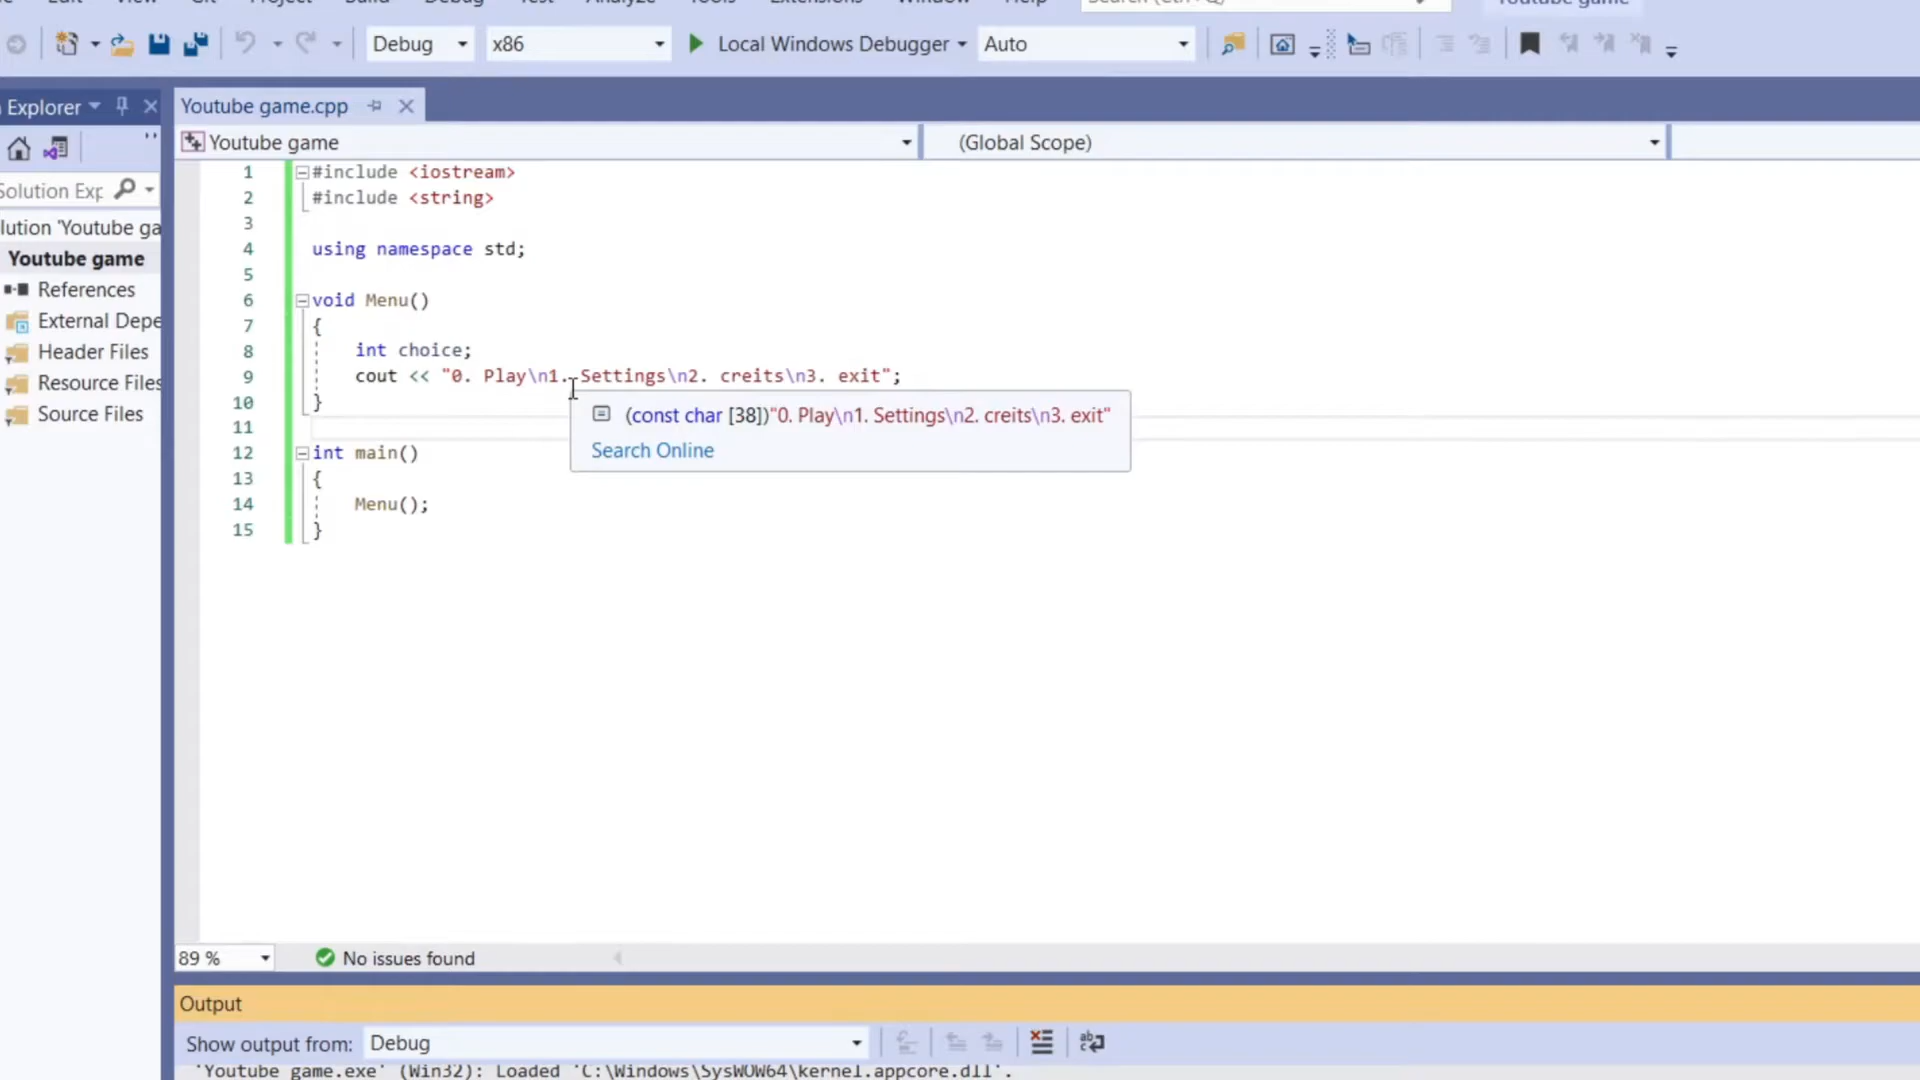 Debug
x86
Local Windows Debugger
Auto
Explorer
Youtube game.cpp
Youtube game
(Global Scope)
Solution Exp
lution 'Youtube ga
Youtube game
References
External Depe
Header Files
Resource Files
Source Files
1 #include <iostream>
2 #include <string>
3
4 using namespace std;
5
6 void Menu()
7 {
8 int choice;
9 cout << "0. Play\n1. Settings\n2. creits\n3. exit";
10 }
11
12 int main()
13 {
14 Menu();
15 }
(const char [38])"0. Play\n1. Settings\n2. creits\n3. exit"
Search Online
89 %
No issues found
Output
Show output from:
Debug
'Youtube game.exe' (Win32): Loaded 'C:\Windows\SysWOW64\kernel.appcore.dll'.